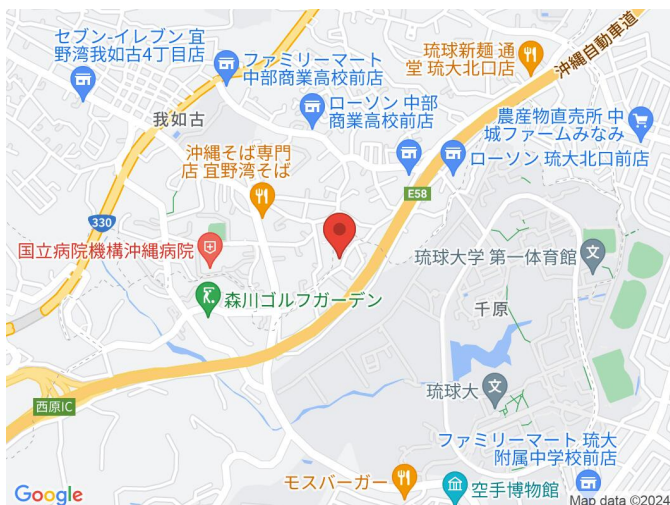 セブン-イレブン 宜
野湾我如古4丁目店
ファミリーマート
中部商業高校前店
琉球新麺 通
堂 琉大北口店
沖縄自動車道
我如古
ローソン 中部
商業高校前店
農産物直売所 中
城ファームみなみ
沖縄そば専門
店 宜野湾そば
ローソン 琉大北口前店
E58
330
国立病院機構沖縄病院
琉球大学 第一体育館
文
森川ゴルフガーデン
千原
西原IC
琉球大
文
ファミリーマート 琉大
附属中学校前店
モスバーガー
空手博物館
Google
Map data ©2024